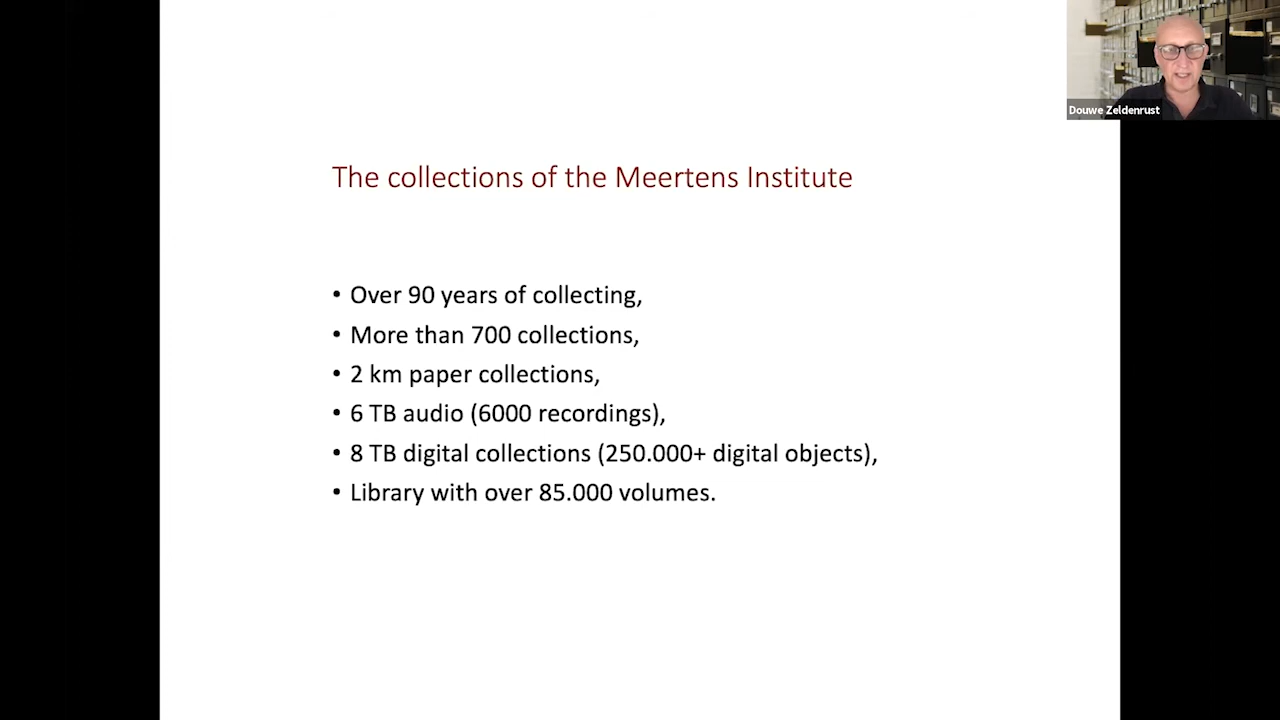 Douwe Zeldenrust
The collections of the Meertens Institute
• Over 90 years of collecting,
• More than 700 collections,
• 2 km paper collections,
• 6 TB audio (6000 recordings),
• 8 TB digital collections (250.000+ digital objects),
• Library with over 85.000 volumes.